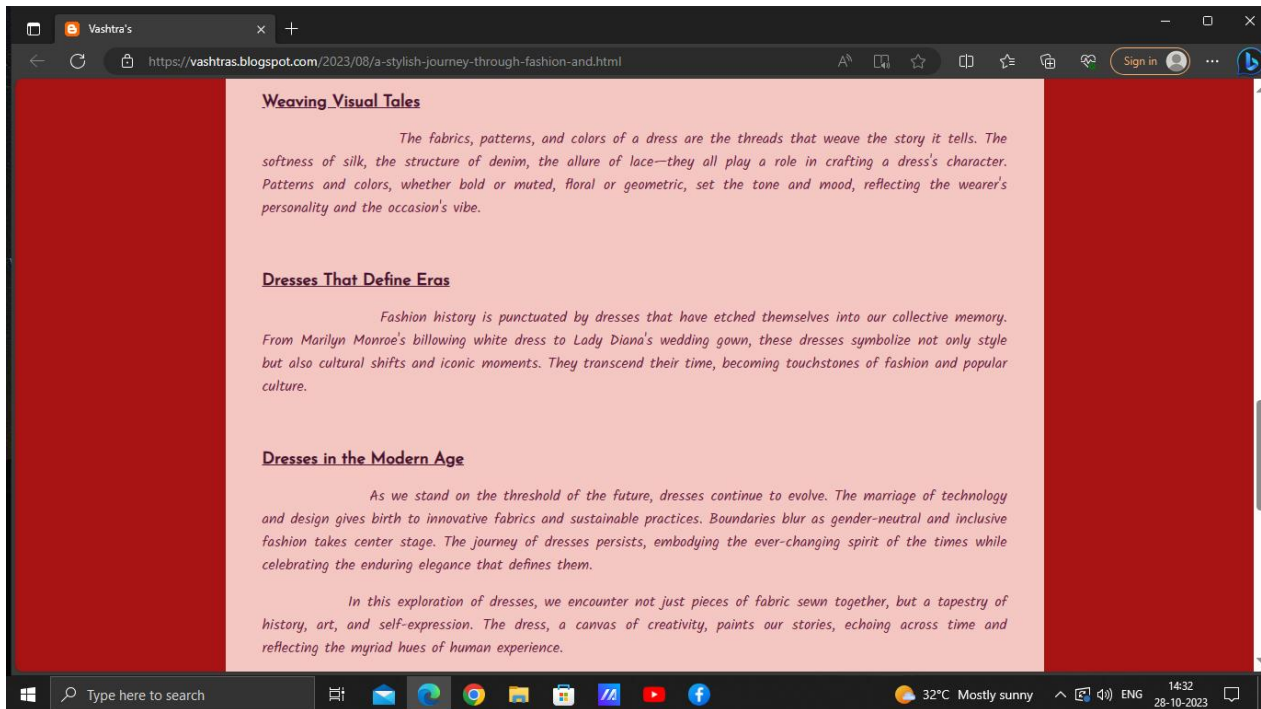 Vashtra's
https://vashtras.blogspot.com/2023/08/a-stylish-journey-through-fashion-and.html
Sign in
Weaving Visual Tales
The fabrics, patterns, and colors of a dress are the threads that weave the story it tells. The
softness of silk, the structure of denim, the allure of lace—they all play a role in crafting a dress's character.
Patterns and colors, whether bold or muted, floral or geometric, set the tone and mood, reflecting the wearer's
personality and the occasion's vibe.
Dresses That Define Eras
Fashion history is punctuated by dresses that have etched themselves into our collective memory.
From Marilyn Monroe's billowing white dress to Lady Diana's wedding gown, these dresses symbolize not only style
but also cultural shifts and iconic moments. They transcend their time, becoming touchstones of fashion and popular
culture.
Dresses in the Modern Age
As we stand on the threshold of the future, dresses continue to evolve. The marriage of technology
and design gives birth to innovative fabrics and sustainable practices. Boundaries blur as gender-neutral and inclusive
fashion takes center stage. The journey of dresses persists, embodying the ever-changing spirit of the times while
celebrating the enduring elegance that defines them.
In this exploration of dresses, we encounter not just pieces of fabric sewn together, but a tapestry of
history, art, and self-expression. The dress, a canvas of creativity, paints our stories, echoing across time and
reflecting the myriad hues of human experience.
Type here to search
32°C Mostly sunny
ENG
14:32
28-10-2023